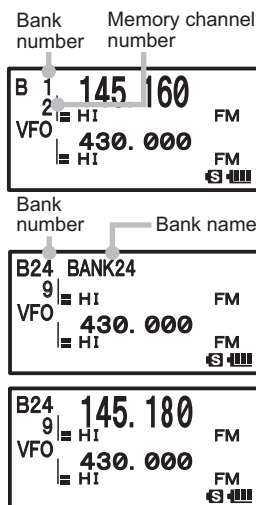 Bank number
Memory channel number
B 1 145.160
2 HI FM
VFO 430.000
HI FM
S
Bank number
Bank name
B24 BANK24
9 HI FM
VFO 430.000
HI FM
S
B24 145.180
9 HI FM
VFO 430.000
HI FM
S